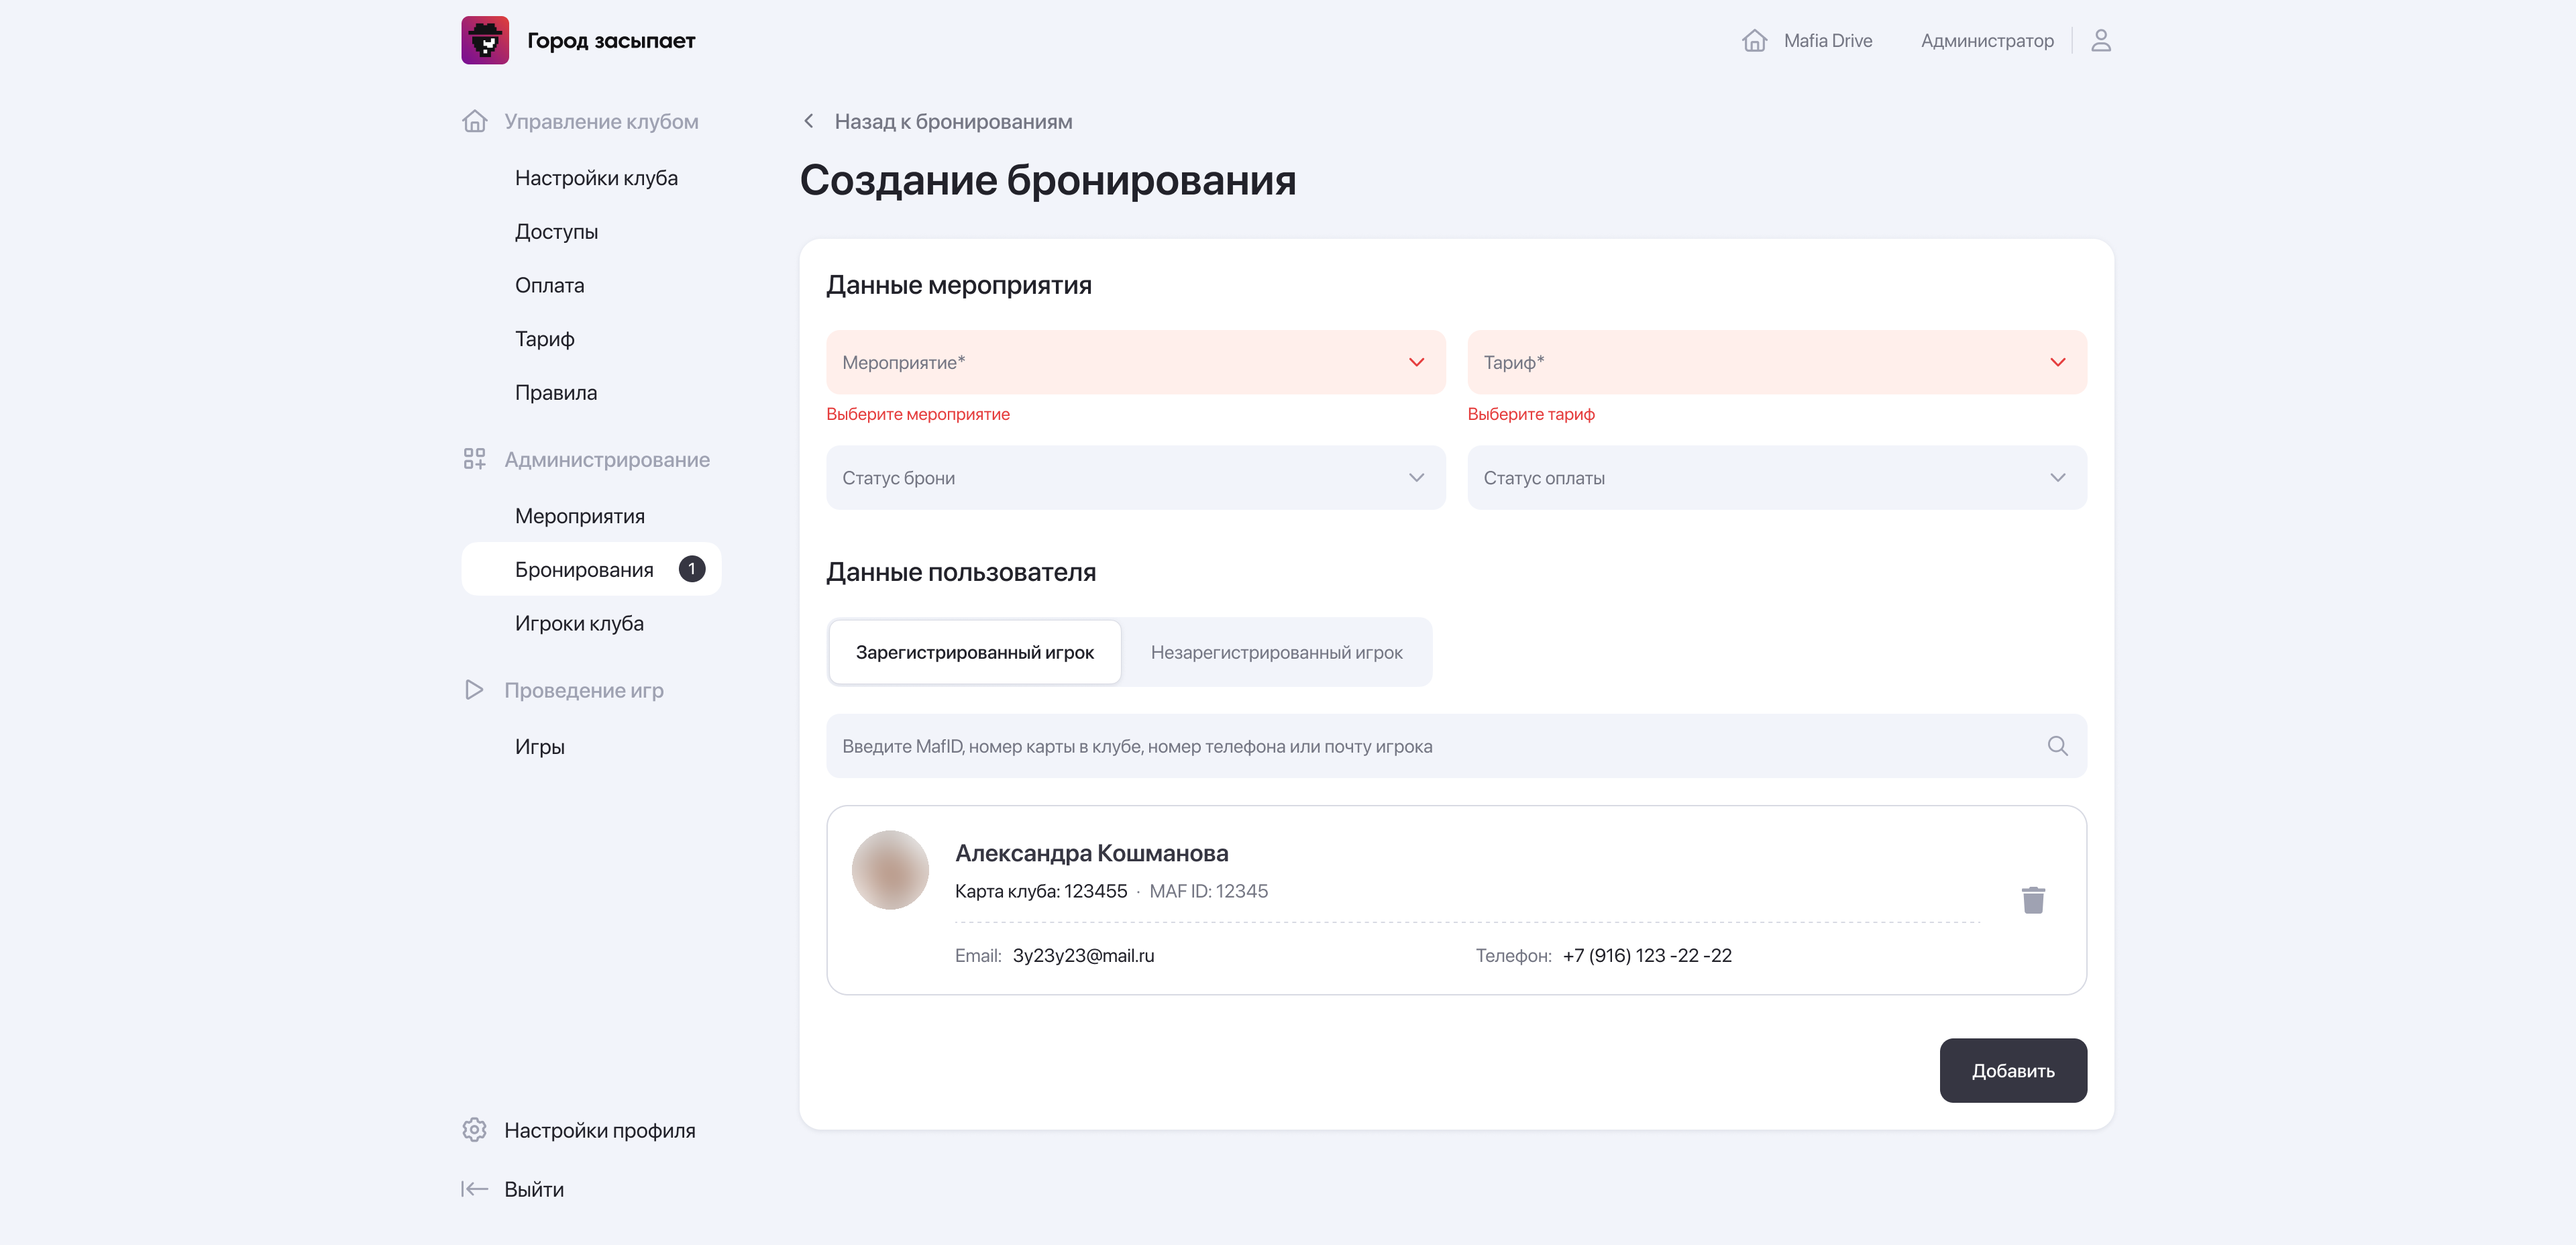 Город засыпает
Mafia Drive
Администратор
Управление клубом
Настройки клуба
Доступы
Оплата
Тариф
Правила
Администрирование
Мероприятия
Бронирования 1
Игроки клуба
Проведение игр
Игры
Настройки профиля
Выйти
Назад к бронированиям
Создание бронирования
Данные мероприятия
Мероприятие*
Тариф*
Выберите мероприятие
Выберите тариф
Статус брони
Статус оплаты
Данные пользователя
Зарегистрированный игрок
Незарегистрированный игрок
Введите MafID, номер карты в клубе, номер телефона или почту игрока
Александра Кошманова
Карта клуба: 123455 · MAF ID: 12345
Email: 3y23y23@mail.ru
Телефон: +7 (916) 123 -22 -22
Добавить